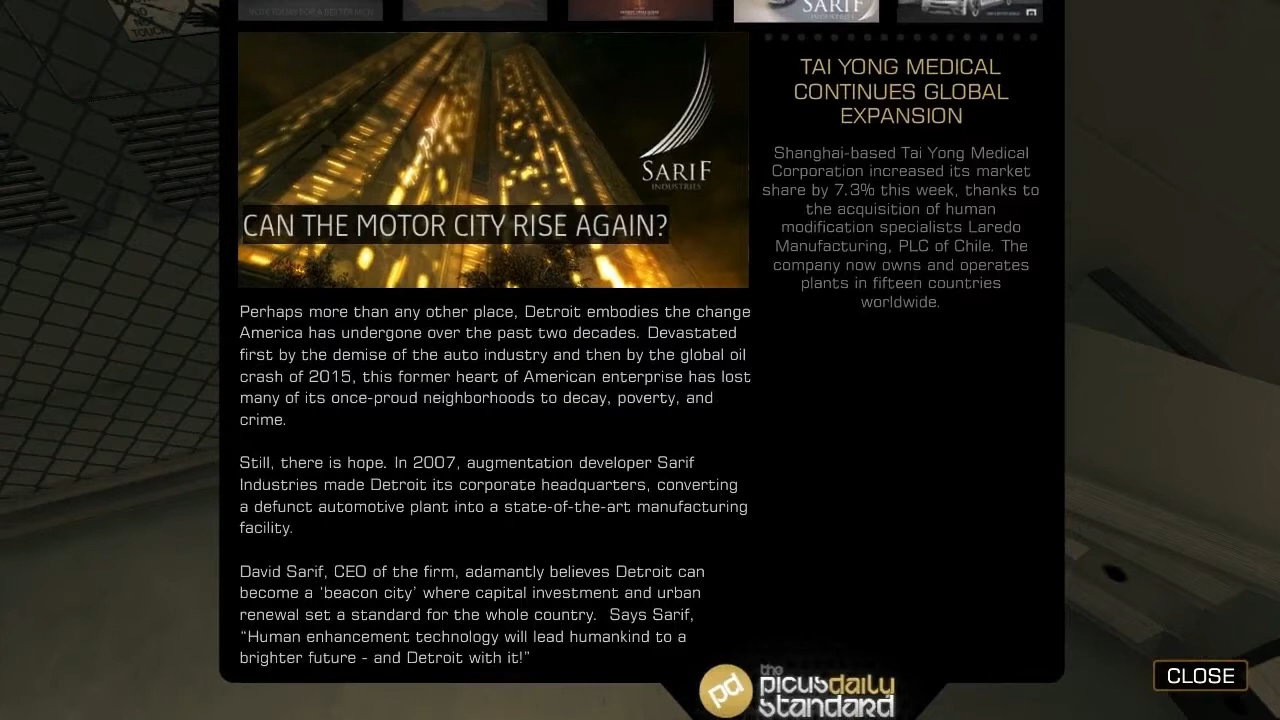 TOUCH
SARIF
INDUSTRIES
SARIF
INDUSTRIES
CAN THE MOTOR CITY RISE AGAIN?
Perhaps more than any other place, Detroit embodies the change
America has undergone over the past two decades. Devastated
first by the demise of the auto industry and then by the global oil
crash of 2015, this former heart of American enterprise has lost
many of its once-proud neighborhoods to decay, poverty, and
crime.
Still, there is hope. In 2007, augmentation developer Sarif
Industries made Detroit its corporate headquarters, converting
a defunct automotive plant into a state-of-the-art manufacturing
facility.
David Sarif, CEO of the firm, adamantly believes Detroit can
become a ‘beacon city’ where capital investment and urban
renewal set a standard for the whole country. Says Sarif,
“Human enhancement technology will lead humankind to a
brighter future - and Detroit with it!”
TAI YONG MEDICAL
CONTINUES GLOBAL
EXPANSION
Shanghai-based Tai Yong Medical
Corporation increased its market
share by 7.3% this week, thanks to
the acquisition of human
modification specialists Laredo
Manufacturing, PLC of Chile. The
company now owns and operates
plants in fifteen countries
worldwide.
pd
the
picusdaily
standard
CLOSE